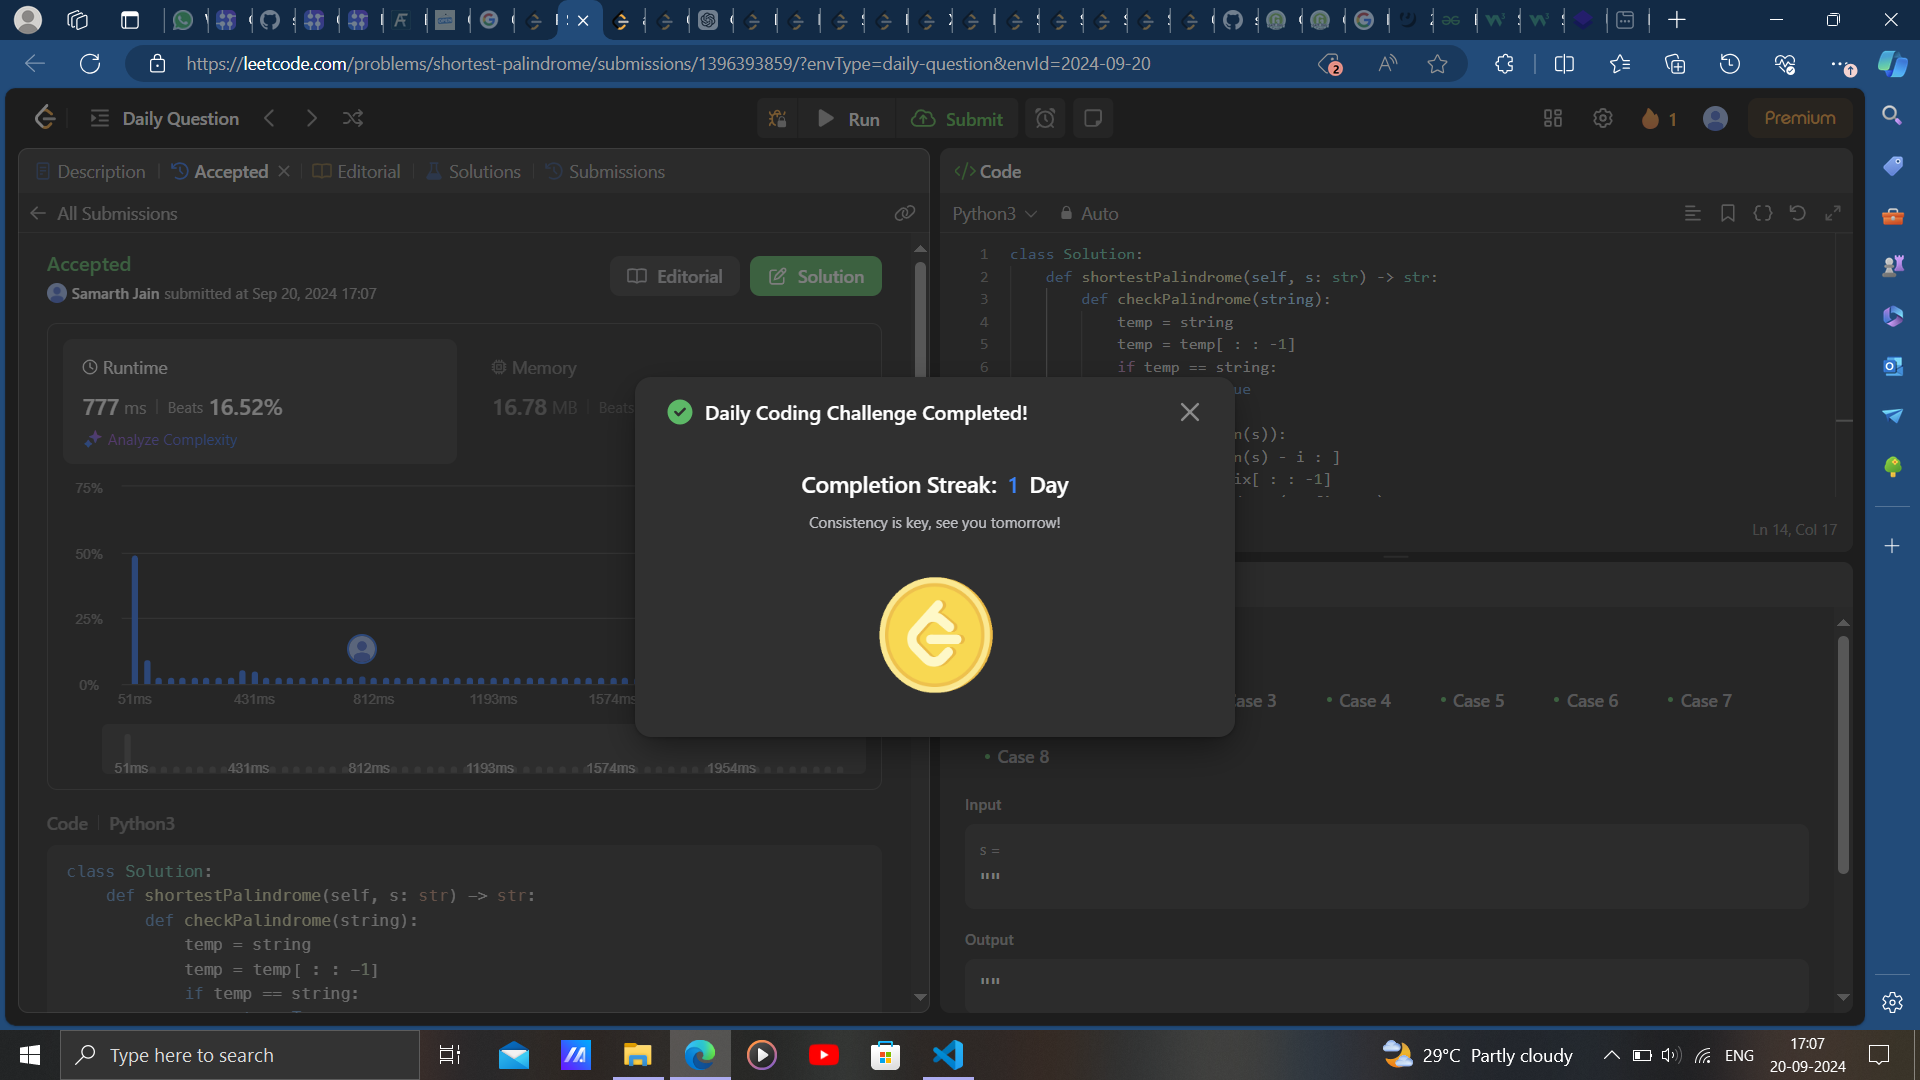 https://leetcode.com/problems/shortest-palindrome/submissions/1396393859/?envType=daily-question&envId=2024-09-20
2
Daily Question
Run
Submit
1
Premium
Description
Accepted
Editorial
Solutions
Submissions
All Submissions
Accepted
Samarth Jain submitted at Sep 20, 2024 17:07
Editorial
Solution
Runtime
777 ms
Beats 16.52%
Analyze Complexity
Memory
16.78 MB
Beats
75%
50%
25%
0%
51ms
431ms
812ms
1193ms
1574ms
51ms
431ms
812ms
1193ms
1574ms
1954ms
Code
Python3
class Solution:
def shortestPalindrome(self, s: str) -> str:
def checkPalindrome(string):
temp = string
temp = temp[ : : -1]
if temp == string:
Code
Python3
Auto
1 class Solution:
2 def shortestPalindrome(self, s: str) -> str:
3 def checkPalindrome(string):
4 temp = string
5 temp = temp[ : : -1]
6 if temp == string:
ue
n(s)):
n(s) - i : ]
ix[ : : -1]
Ln 14, Col 17
Daily Coding Challenge Completed!
Completion Streak: 1 Day
Consistency is key, see you tomorrow!
ase 3
Case 4
Case 5
Case 6
Case 7
Case 8
Input
s =
""
Output
""
Type here to search
29°C Partly cloudy
ENG
17:07
20-09-2024